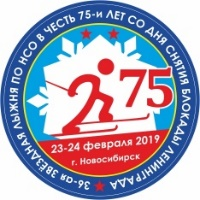 36-ая ЗВЁЗДНАЯ ЛЫЖНЯ ПО НСО В ЧЕСТЬ 75-и ЛЕТ СО ДНЯ СНЯТИЯ БЛОКАДЫ ЛЕНИНГРАДА
75
23-24 февраля 2019
г. Новосибирск